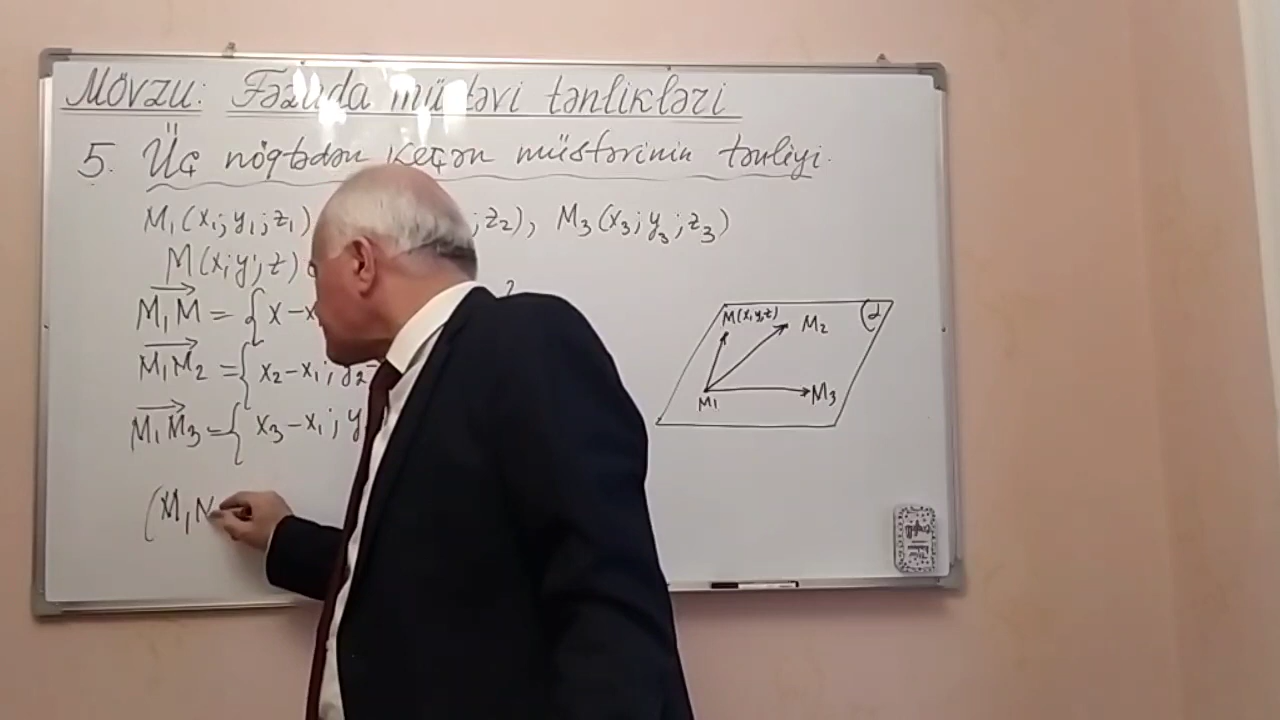 Mövzu: Fəzada müstəvi tənlikləri
5. Üç nöqtədən keçən müstəvinin tənliyi.
M₁(x₁; y₁; z₁) ; z₂), M₃(x₃; y₃; z₃)
M(x; y; z)
M₁M = { x - x
M₁M₂ = { x₂ - x₁; y₂ -
M₁M₃ = { x₃ - x₁; y
(M₁
M(x, y, z)
M₂
M₁
M₃